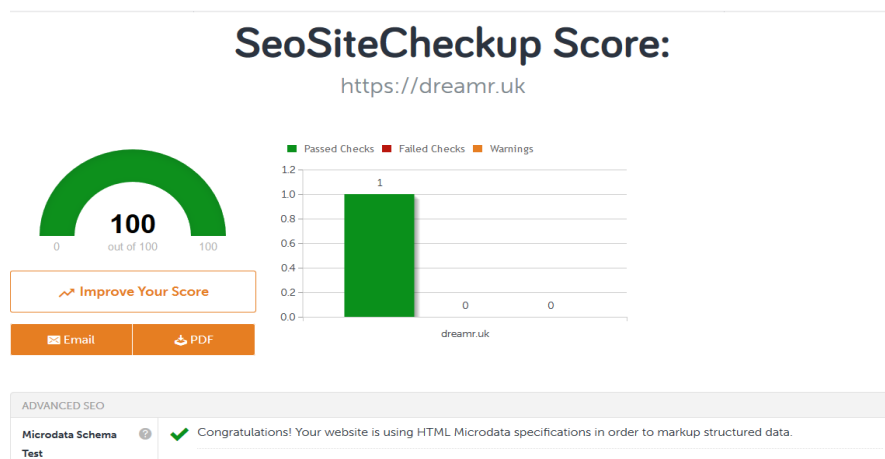 SeoSiteCheckup Score:
https://dreamr.uk
Passed Checks Failed Checks Warnings
1.2
1.0
0.8
0.6
0.4
0.2
0.0
1
0
0
dreamr.uk
100
0 out of 100 100
Improve Your Score
Email PDF
ADVANCED SEO
Microdata Schema
Test
?
Congratulations! Your website is using HTML Microdata specifications in order to markup structured data.